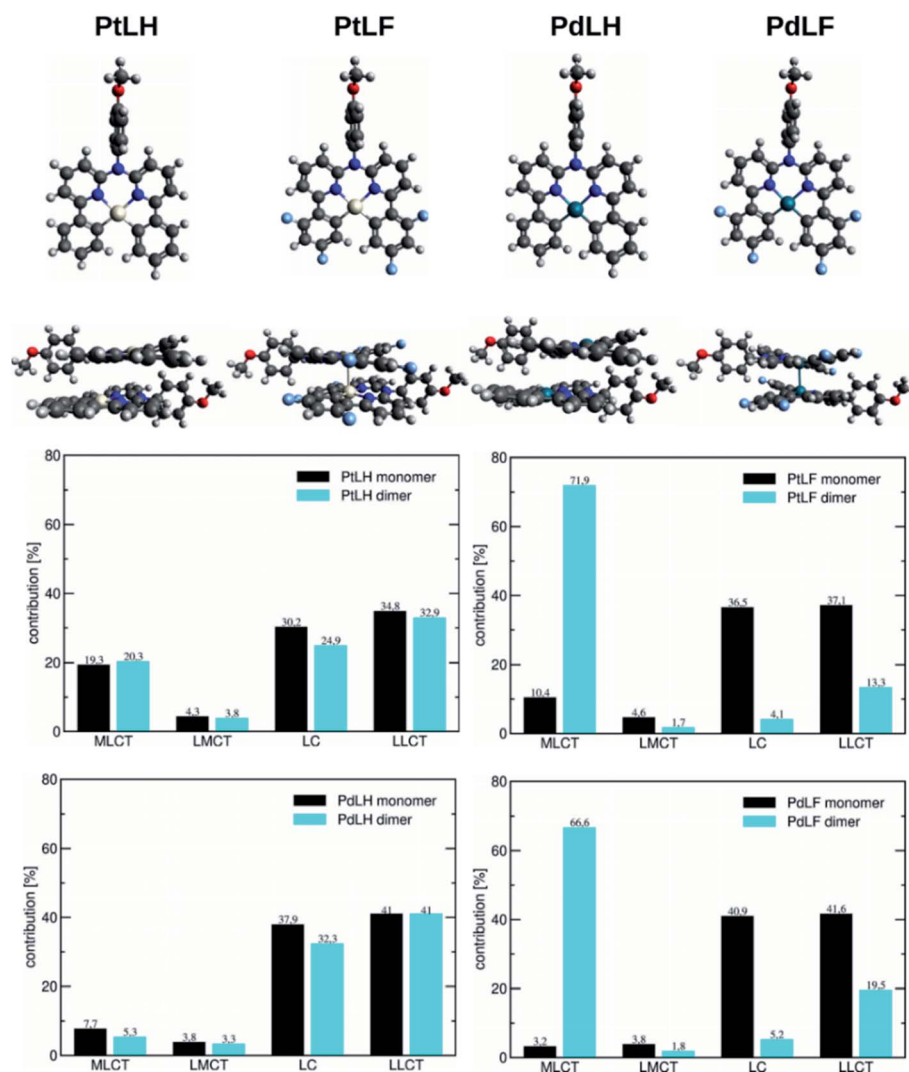 PtLH PtLF PdLH PdLF
80
60
40
20
0
contribution [%]
PtLH monomer
PtLH dimer
19,3 20,3 4,3 3,8 30,2 24,9 34,8 32,9
MLCT LMCT LC LLCT
80
60
40
20
0
contribution [%]
PtLF monomer
PtLF dimer
10,4 71,9 4,6 1,7 36,5 4,1 37,1 13,3
MLCT LMCT LC LLCT
80
60
40
20
0
contribution [%]
PdLH monomer
PdLH dimer
7,7 5,3 3,8 3,3 37,9 32,3 41 41
MLCT LMCT LC LLCT
80
60
40
20
0
contribution [%]
PdLF monomer
PdLF dimer
3,2 66,6 3,8 1,8 40,9 5,2 41,6 19,5
MLCT LMCT LC LLCT